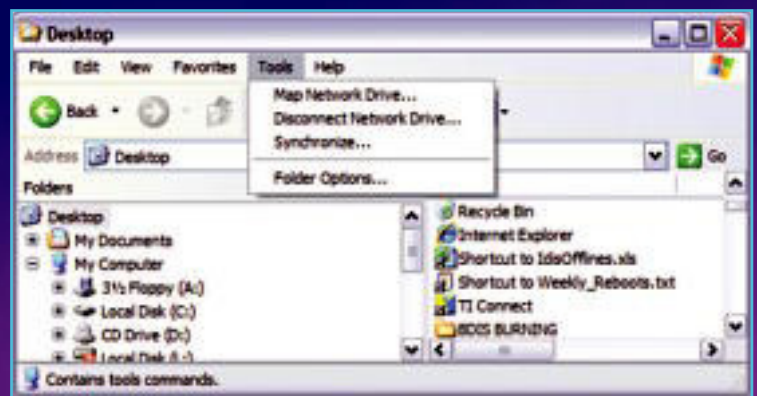 Desktop
File Edit View Favorites Tools Help
Back
Map Network Drive...
Disconnect Network Drive...
Synchronize...
Folder Options...
Address Desktop Go
Folders
Desktop
My Documents
My Computer
3½ Floppy (A:)
Local Disk (C:)
CD Drive (D:)
Local Disk
Recycle Bin
Internet Explorer
Shortcut to IdisOfflines.xls
Shortcut to Weekly_Reboots.txt
TI Connect
BDIS BURNING
Contains tools commands.